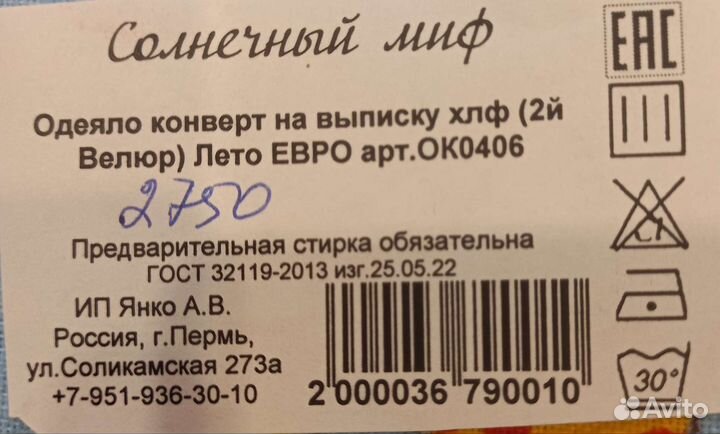 Солнечный миф
EAC
Одеяло конверт на выписку хлф (2й
Велюр) Лето ЕВРО арт.ОК0406
2750
Cl
Предварительная стирка обязательна
ГОСТ 32119-2013 изг.25.05.22
ИП Янко А.В.
Россия, г.Пермь,
ул.Соликамская 273а
+7-951-936-30-10
2 000036 790010
30°
Avito